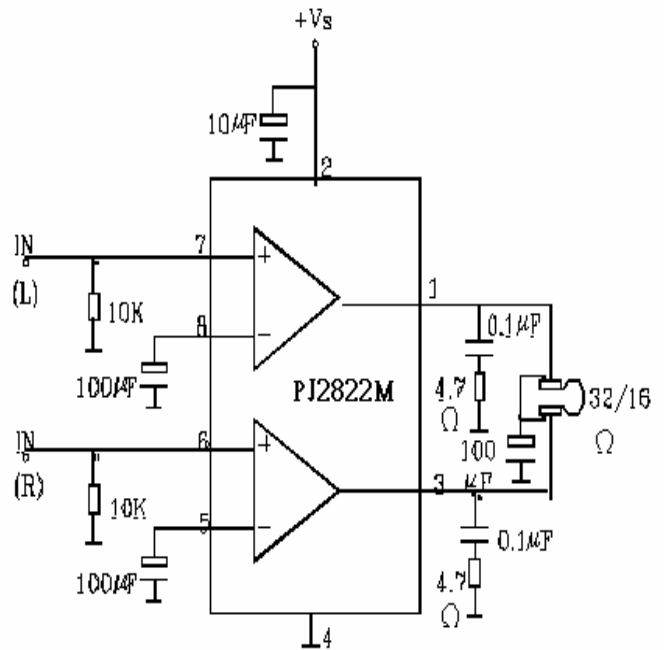 +Vs
10µF
2
IN
7
1
(L)
+
10K
8
−
0.1µF
100µF
PJ2822M
4.7
Ω
32/16
Ω
IN
6
+
100
µF
(R)
3
10K
5
−
0.1µF
100µF
4.7
Ω
4